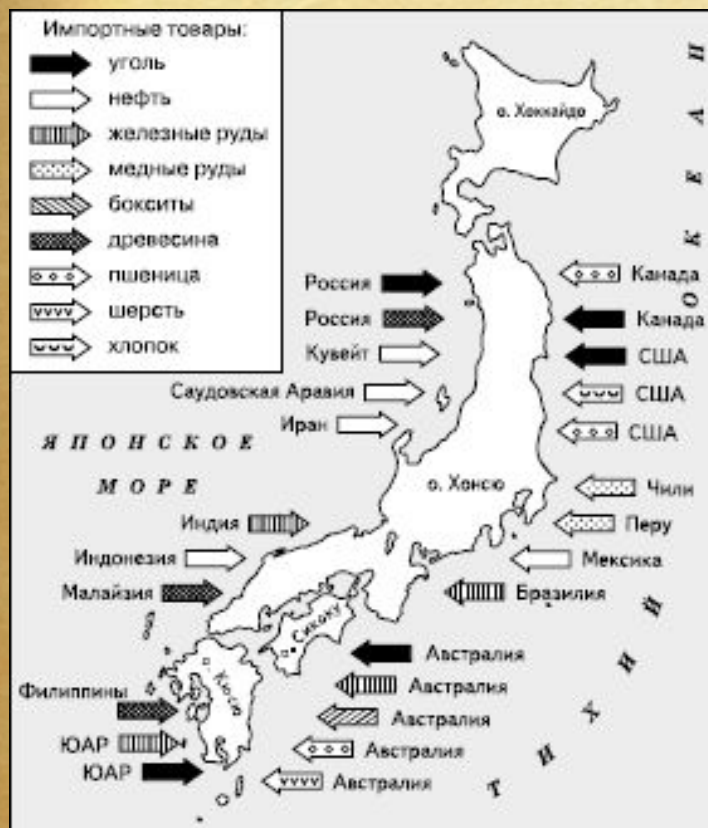 Импортные товары:
уголь
нефть
железные руды
медные руды
бокситы
древесина
пшеница
шерсть
хлопок
о. Хоккайдо
Россия
Канада
Россия
Канада
Кувейт
США
Саудовская Аравия
США
Иран
США
ЯПОНСКОЕ
МОРЕ
о. Хонсю
Чили
Индия
Перу
Индонезия
Мексика
Малайзия
Бразилия
о. Сикоку
Австралия
о. Кюсю
Австралия
Филиппины
Австралия
ЮАР
Австралия
ЮАР
Австралия
ТИХИЙ
ОКЕАН